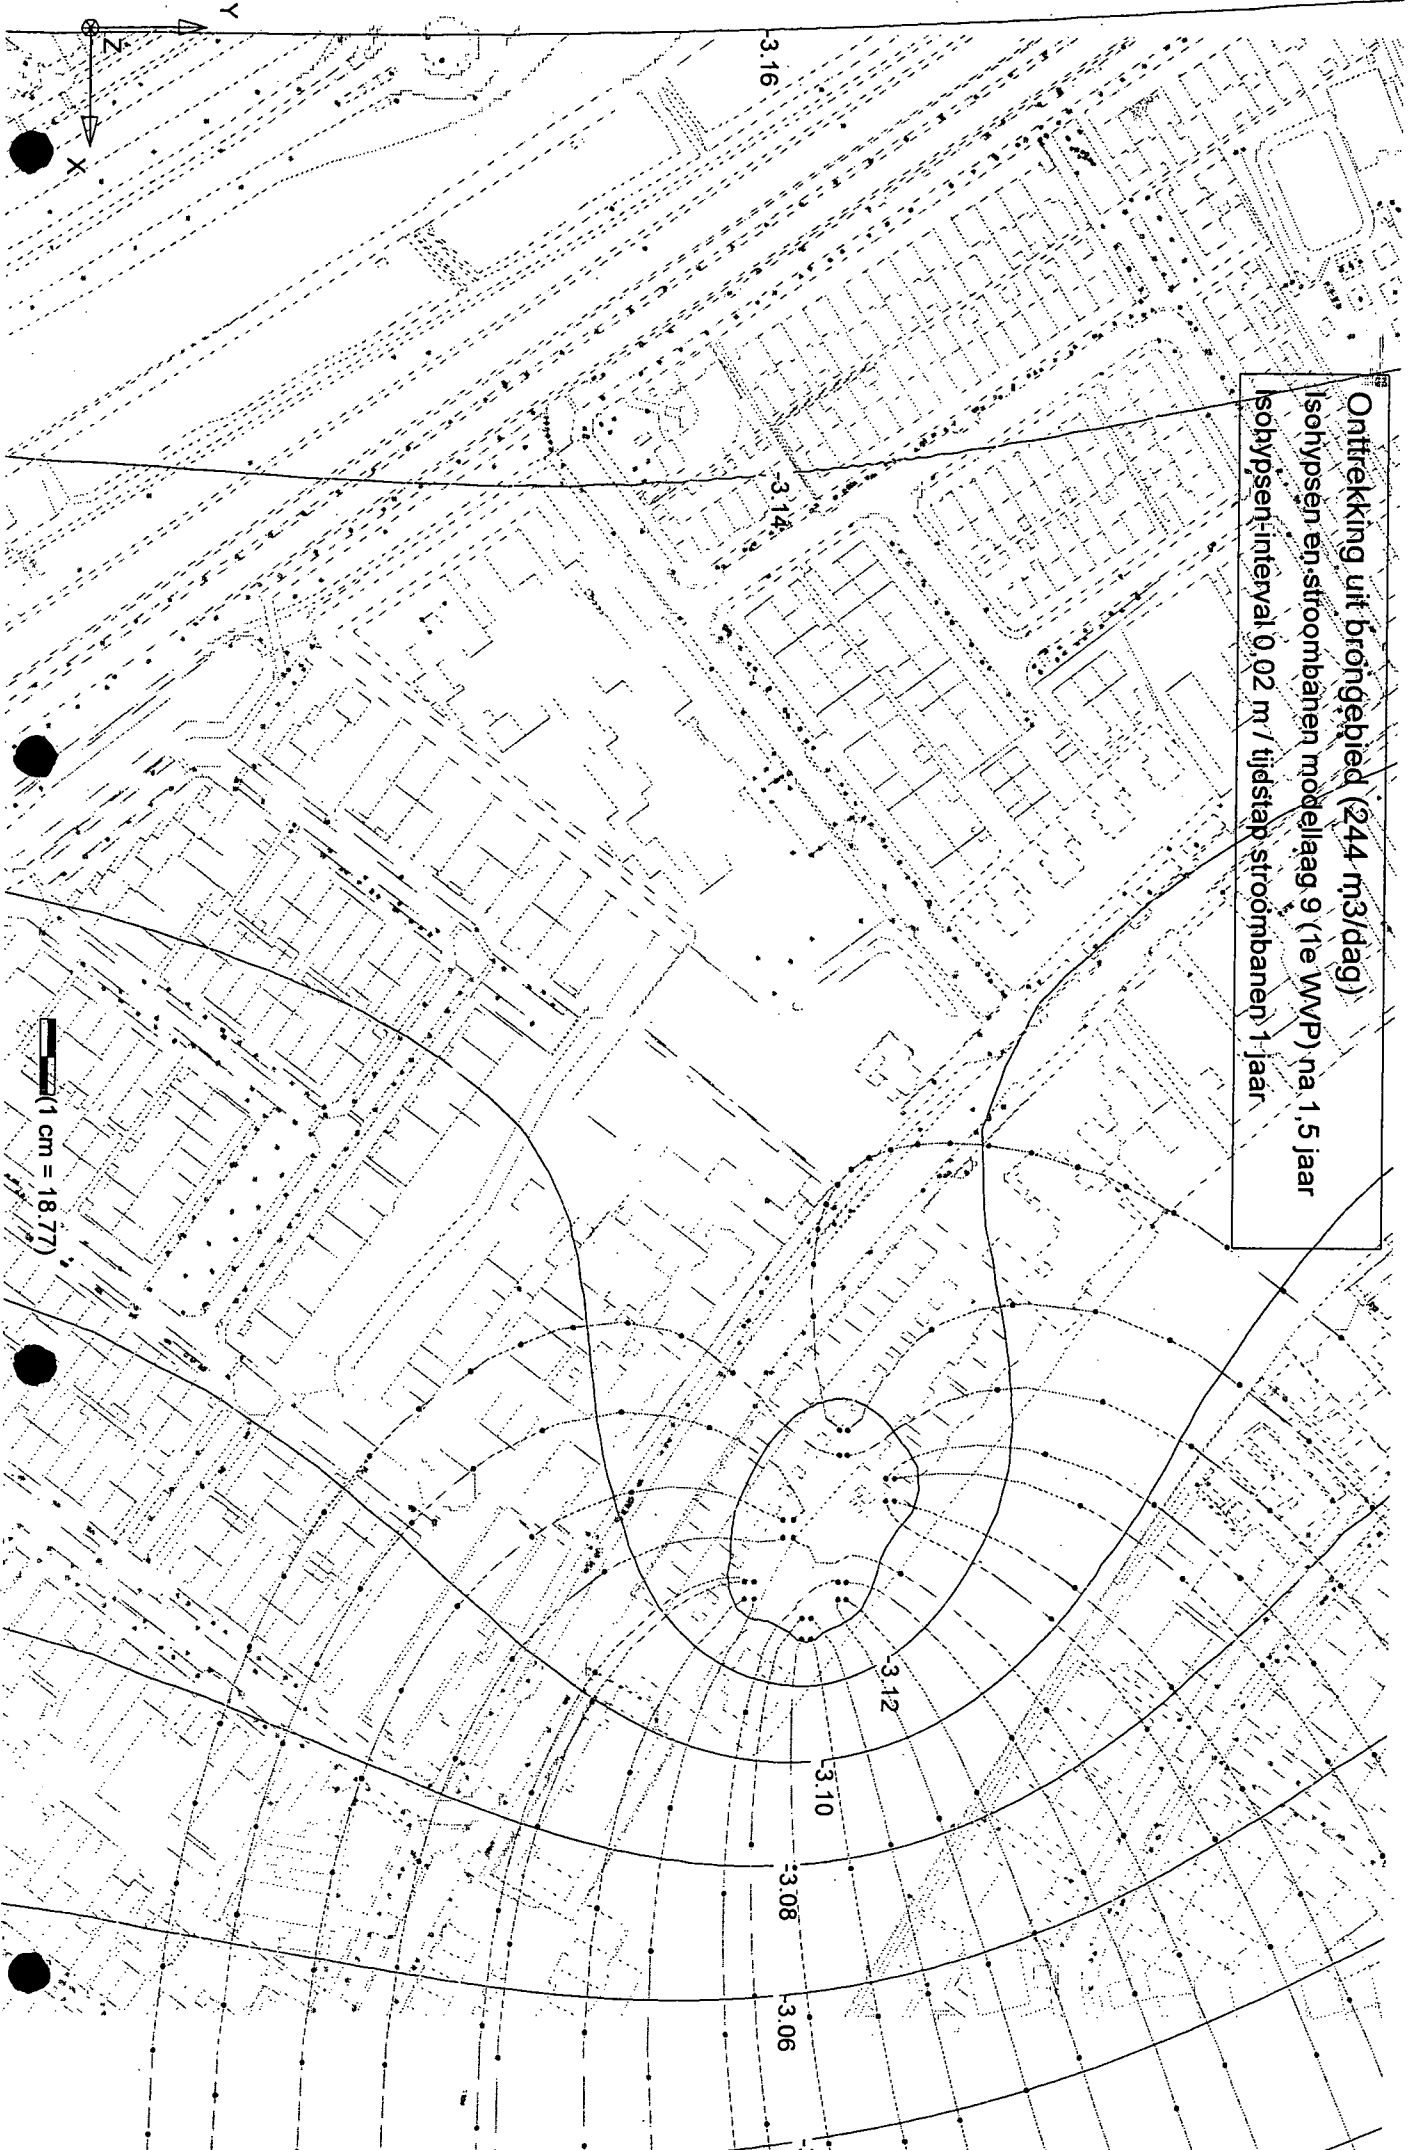 Onttrekking uit brongebied (244 m3/dag)
Isohypsen en stroombanen modellaag 9 (1e WVP) na 1,5 jaar
Isohypsen-interval 0,02 m / tijdstap stroombanen 1 jaar
Y
Z
X
-3.16
-3.14
-3.12
-3.10
-3.08
-3.06
(1 cm = 18.77)